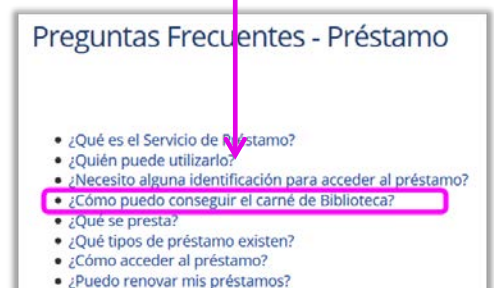 Preguntas Frecuentes - Préstamo
• ¿Qué es el Servicio de Préstamo?
• ¿Quién puede utilizarlo?
• ¿Necesito alguna identificación para acceder al préstamo?
• ¿Cómo puedo conseguir el carné de Biblioteca?
• ¿Qué se presta?
• ¿Qué tipos de préstamo existen?
• ¿Cómo acceder al préstamo?
• ¿Puedo renovar mis préstamos?